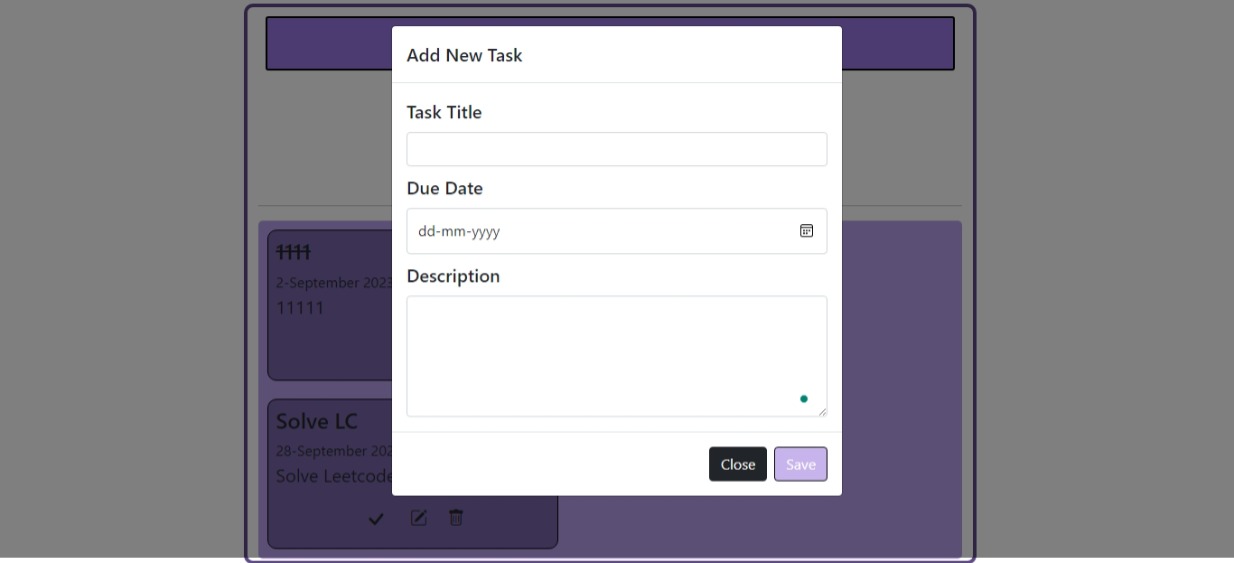 Add New Task
Task Title
Due Date
dd-mm-yyyy
Description
Close
Save
1111
2-September 2023
11111
Solve LC
28-September 202
Solve Leetcode